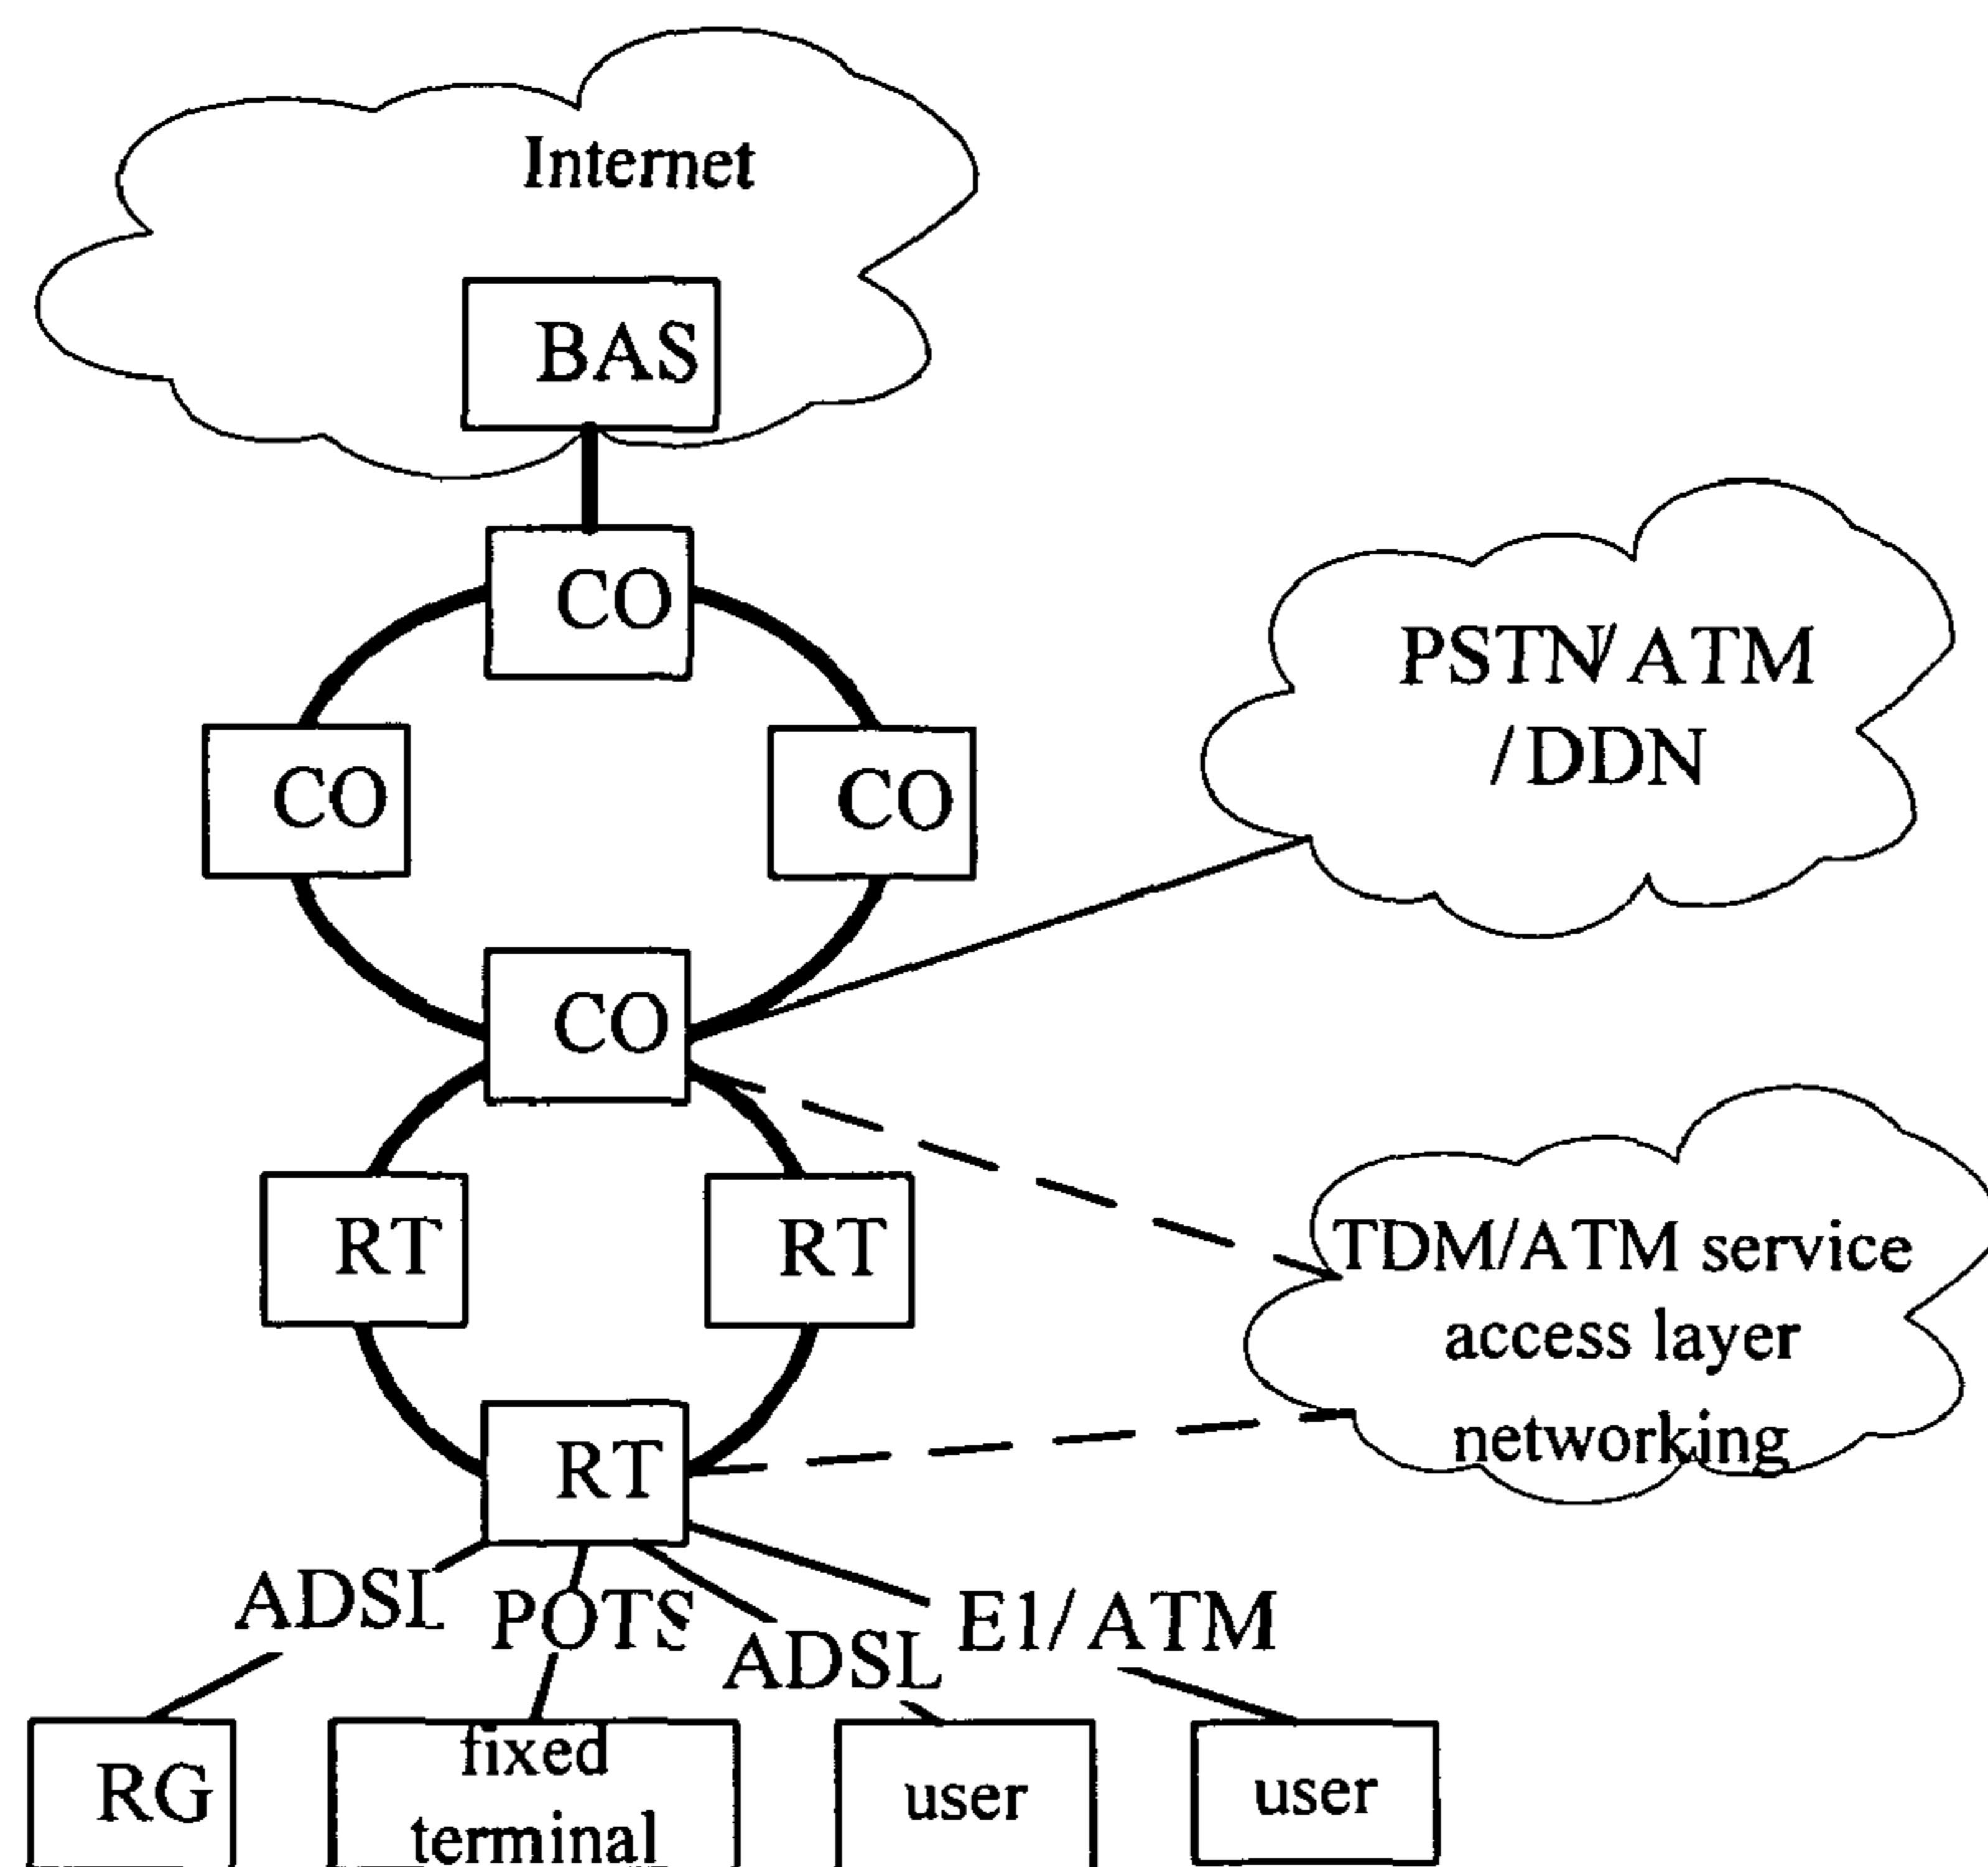 Internet
BAS
CO
CO
CO
PSTN/ATM
/DDN
CO
RT
RT
TDM/ATM service
access layer
networking
RT
ADSL
POTS
ADSL
E1/ATM
RG
fixed
terminal
user
user